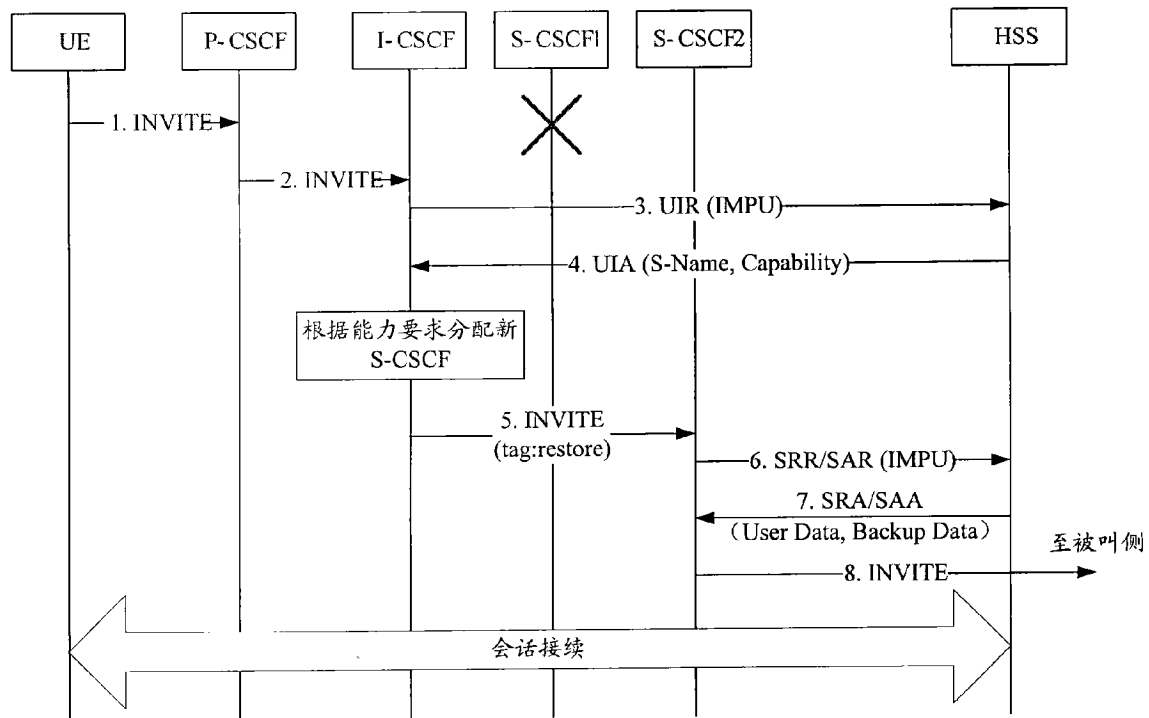 UE
P-CSCF
I-CSCF
S-CSCF1
S-CSCF2
HSS
1. INVITE
2. INVITE
3. UIR (IMPU)
4. UIA (S-Name, Capability)
根据能力要求分配新
S-CSCF
5. INVITE
(tag:restore)
6. SRR/SAR (IMPU)
7. SRA/SAA
（User Data, Backup Data）
至被叫侧
8. INVITE
会话接续